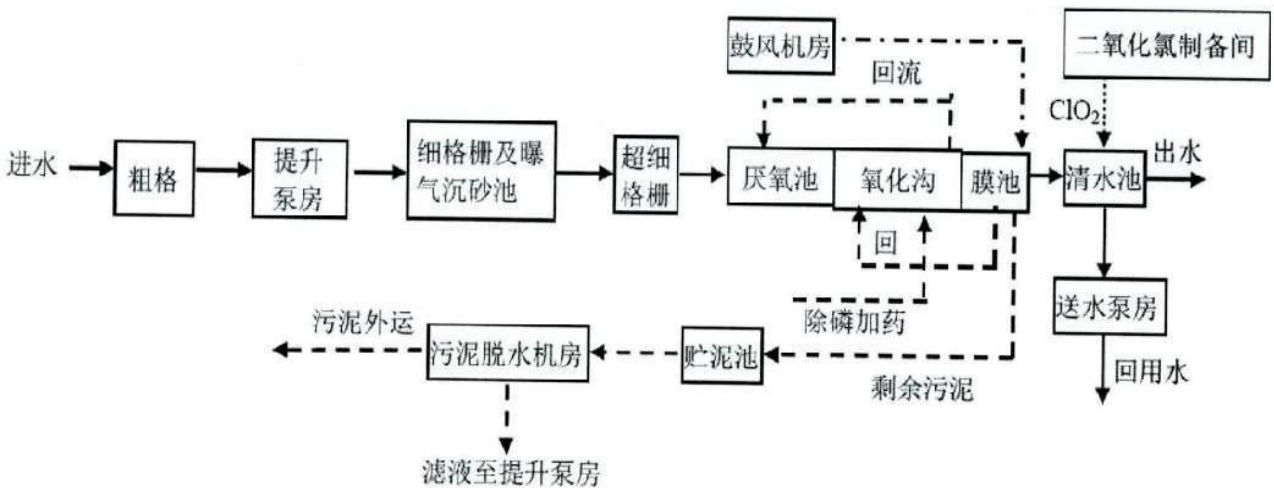 鼓风机房
二氧化氯制备间
回流
ClO₂
进水
粗格
提升
泵房
细格栅及曝
气沉砂池
超细
格栅
厌氧池
氧化沟
膜池
清水池
出水
回
除磷加药
送水泵房
污泥外运
污泥脱水机房
贮泥池
剩余污泥
回用水
滤液至提升泵房